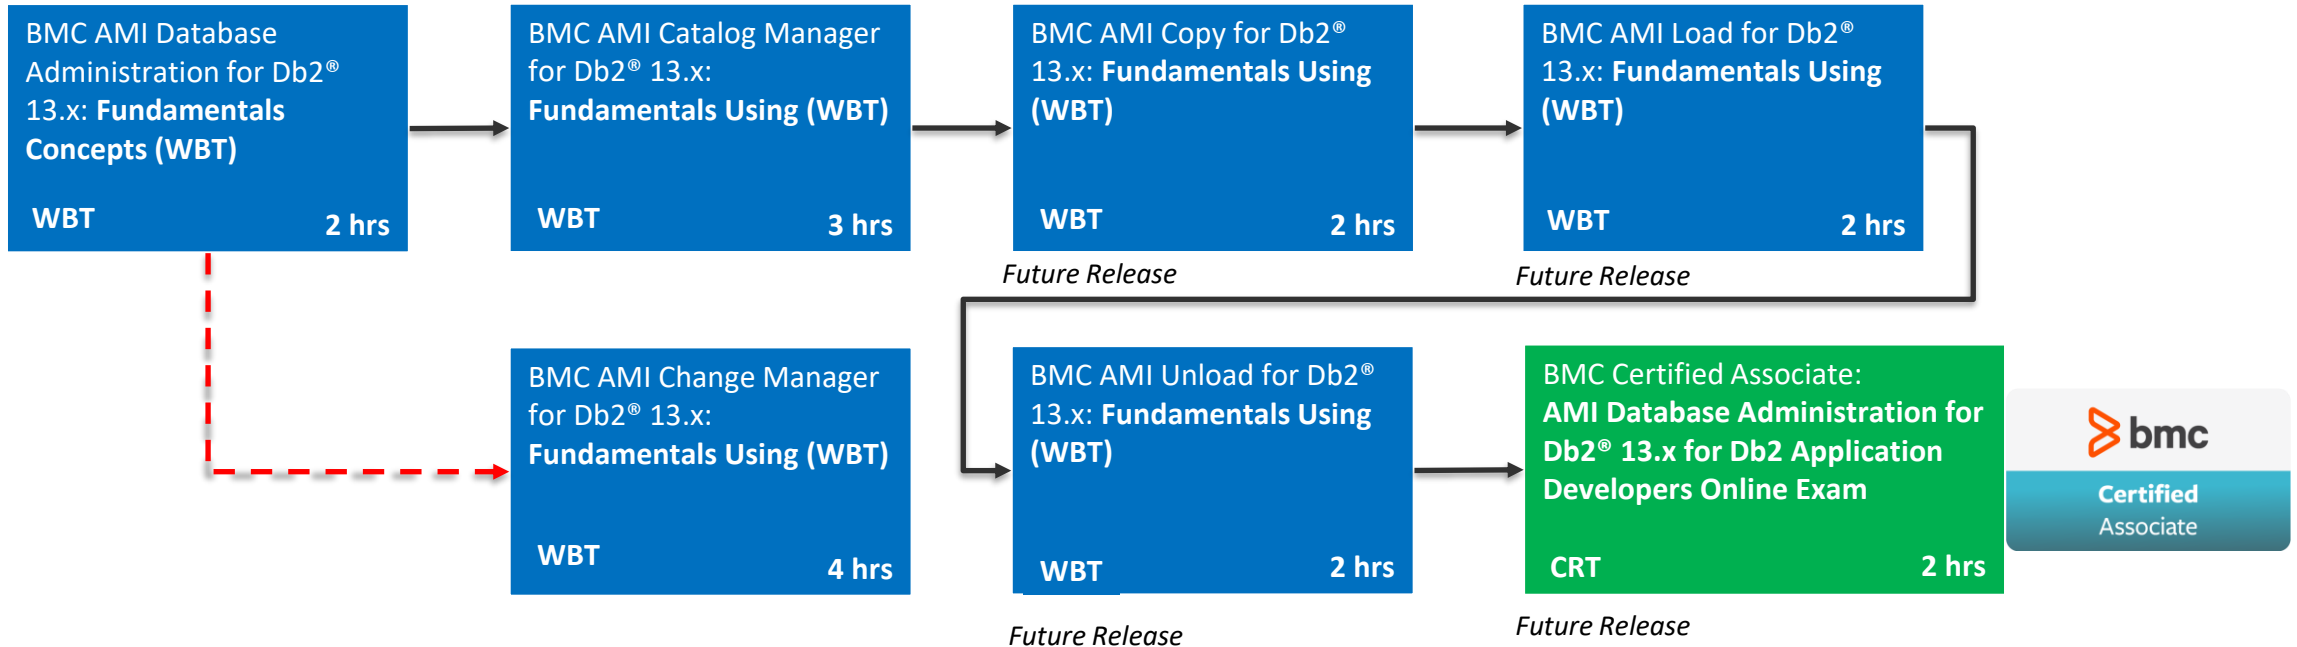 BMC AMI Database
Administration for Db2®
13.x: Fundamentals
Concepts (WBT)
WBT
2 hrs
BMC AMI Catalog Manager
for Db2® 13.x:
Fundamentals Using (WBT)
WBT
3 hrs
BMC AMI Copy for Db2®
13.x: Fundamentals Using
(WBT)
WBT
2 hrs
Future Release
BMC AMI Load for Db2®
13.x: Fundamentals Using
(WBT)
WBT
2 hrs
Future Release
BMC AMI Change Manager
for Db2® 13.x:
Fundamentals Using (WBT)
WBT
4 hrs
BMC AMI Unload for Db2®
13.x: Fundamentals Using
(WBT)
WBT
2 hrs
Future Release
BMC Certified Associate:
AMI Database Administration for
Db2® 13.x for Db2 Application
Developers Online Exam
CRT
2 hrs
Future Release
bmc
Certified
Associate